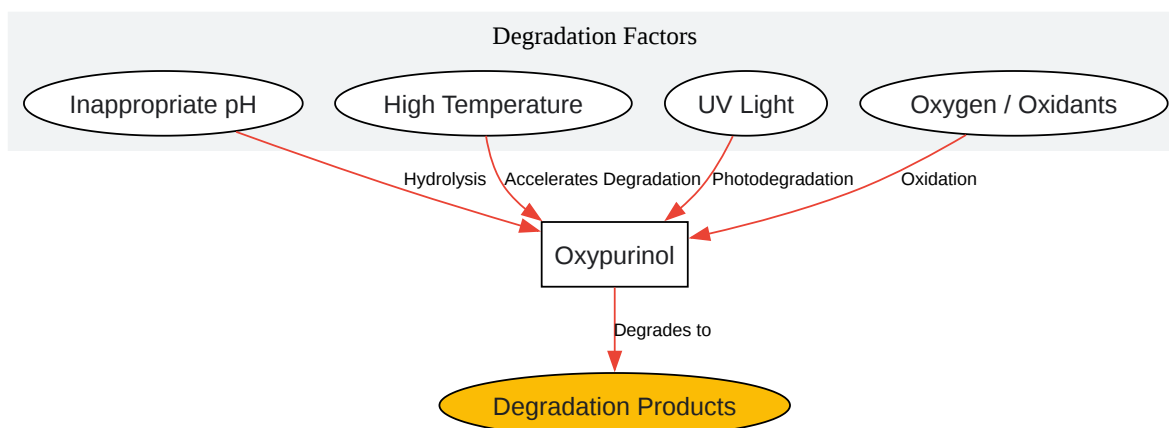 Degradation Factors
Inappropriate pH
High Temperature
UV Light
Oxygen / Oxidants
Hydrolysis
Accelerates Degradation
Photodegradation
Oxidation
Oxypurinol
Degrades to
Degradation Products